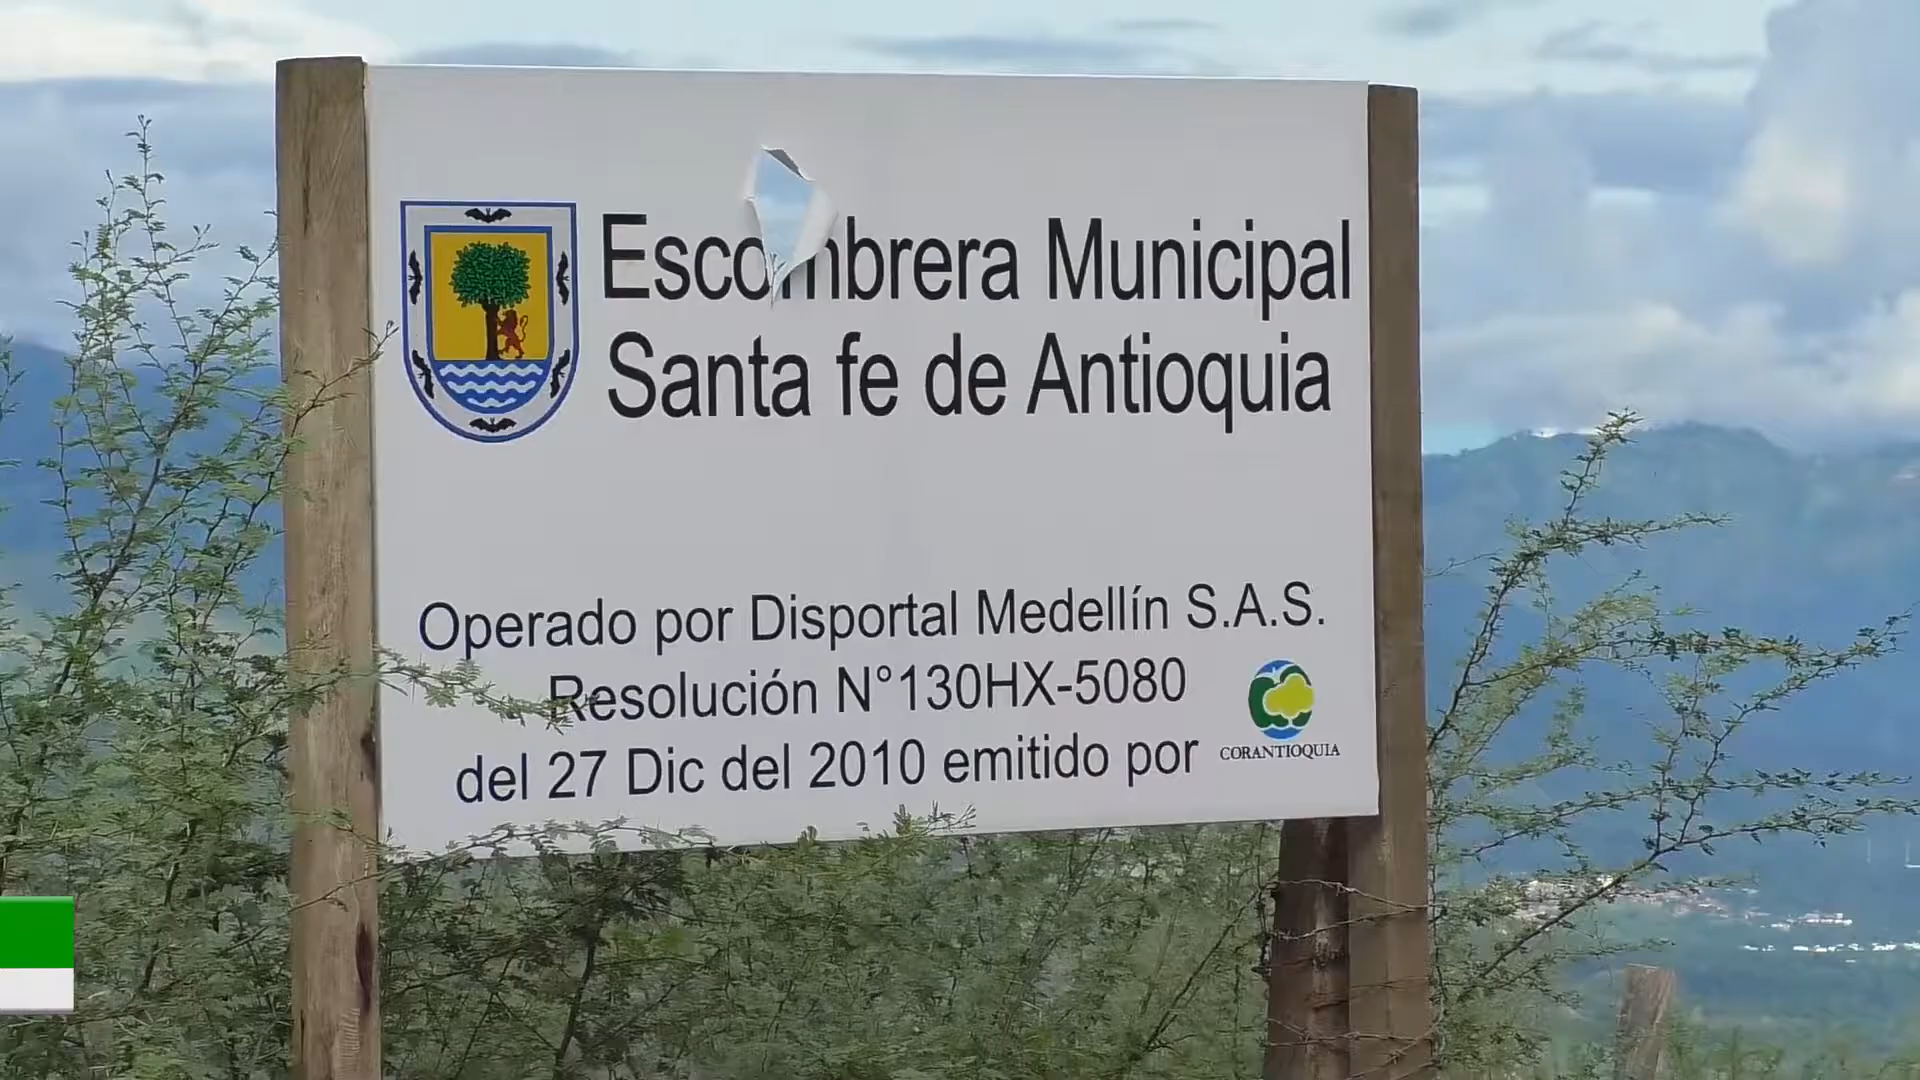 Escombrera Municipal
Santa fe de Antioquia
Operado por Disportal Medellín S.A.S.
Resolución N°130HX-5080
del 27 Dic del 2010 emitido por
CORANTIOQUIA